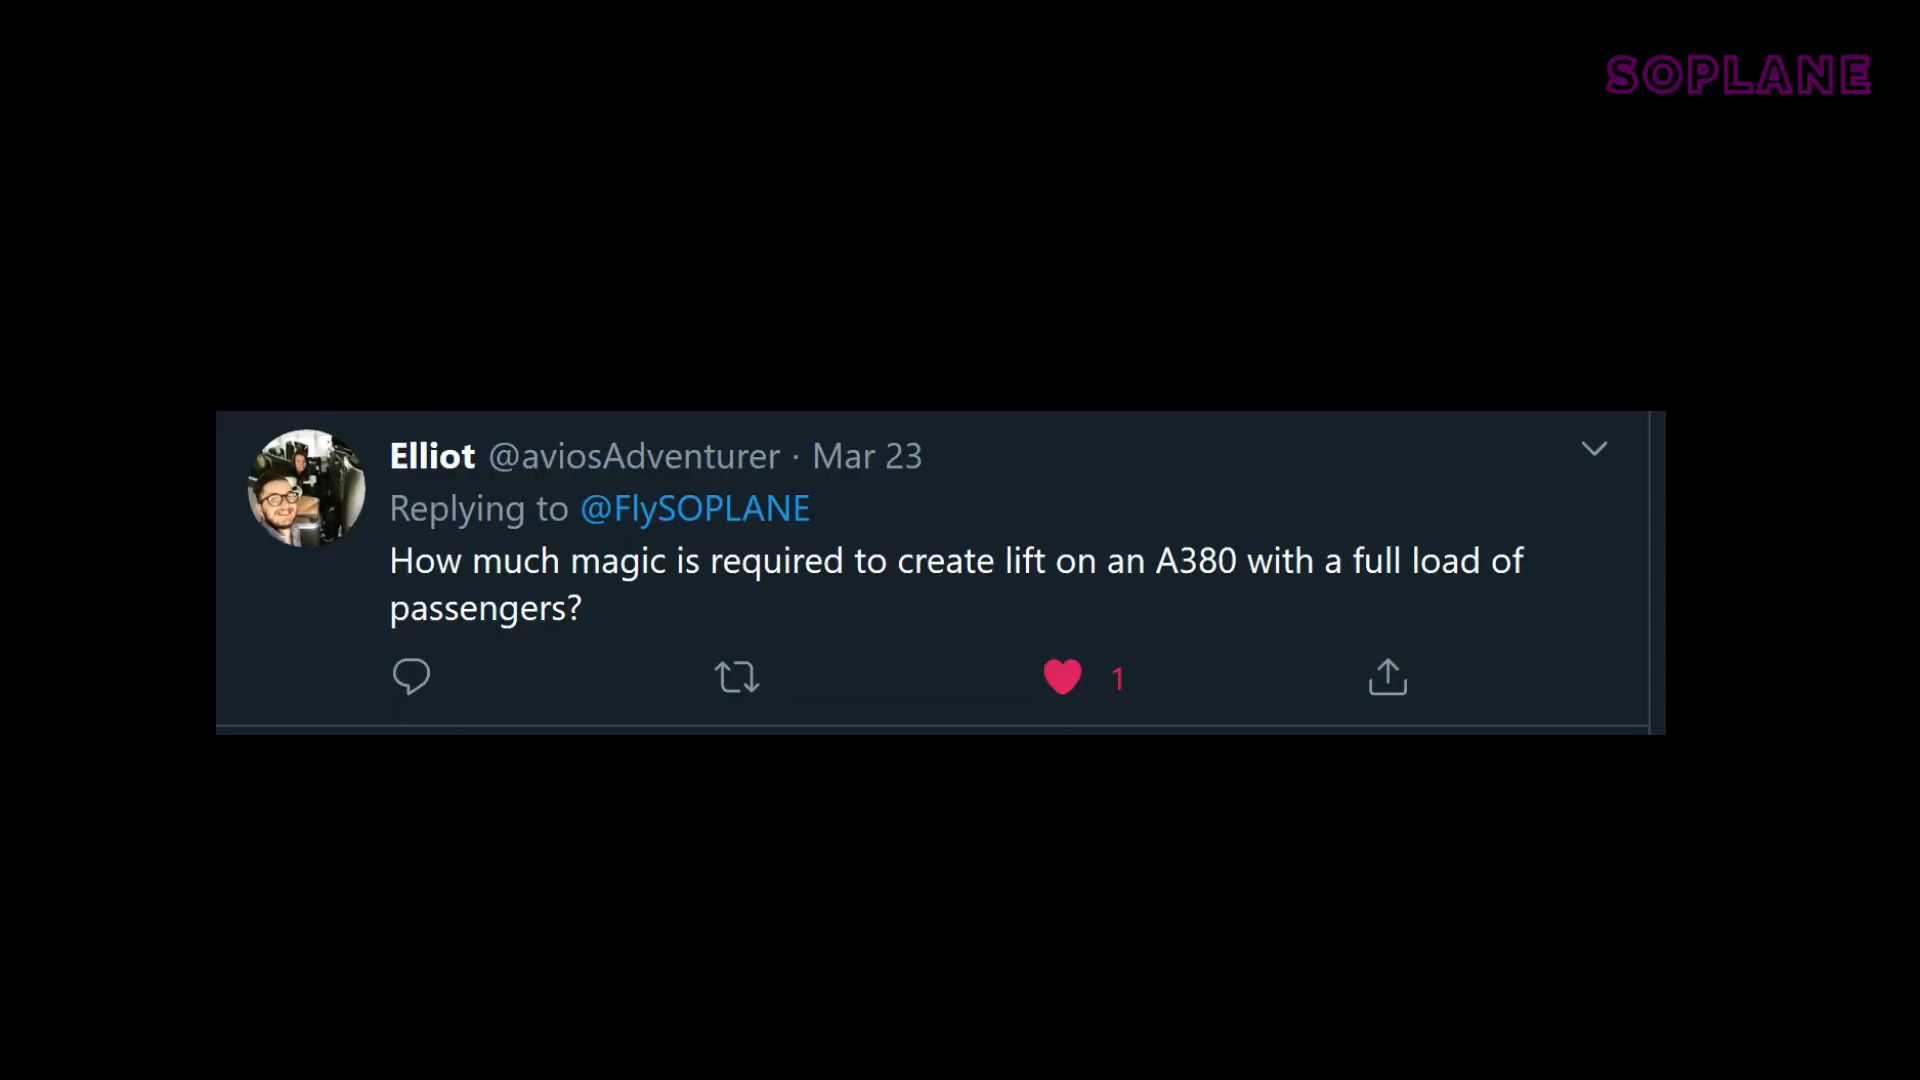 SOPLANE
Elliot @aviosAdventurer · Mar 23
Replying to @FlySOPLANE
How much magic is required to create lift on an A380 with a full load of
passengers?
1